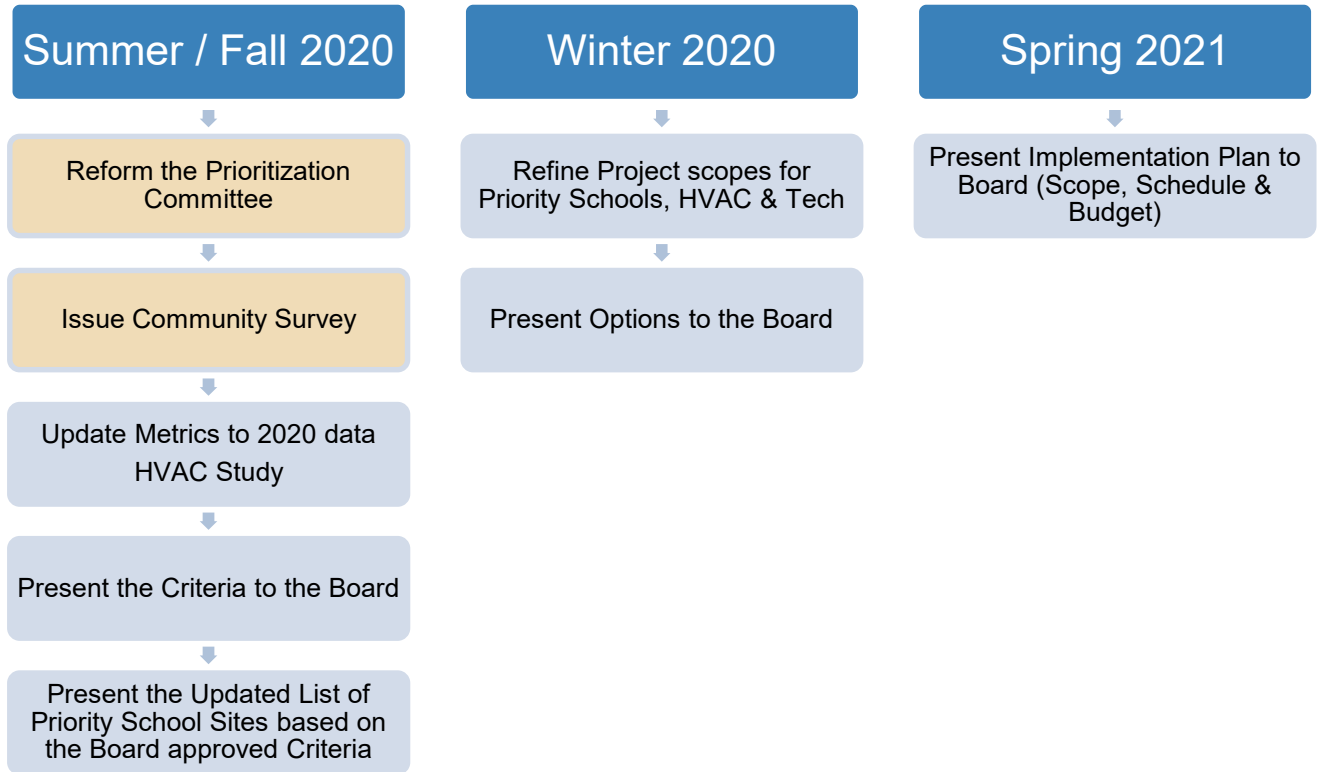 Summer / Fall 2020
Reform the Prioritization
Committee
Issue Community Survey
Update Metrics to 2020 data
HVAC Study
Present the Criteria to the Board
Present the Updated List of
Priority School Sites based on
the Board approved Criteria
Winter 2020
Refine Project scopes for
Priority Schools, HVAC & Tech
Present Options to the Board
Spring 2021
Present Implementation Plan to
Board (Scope, Schedule &
Budget)